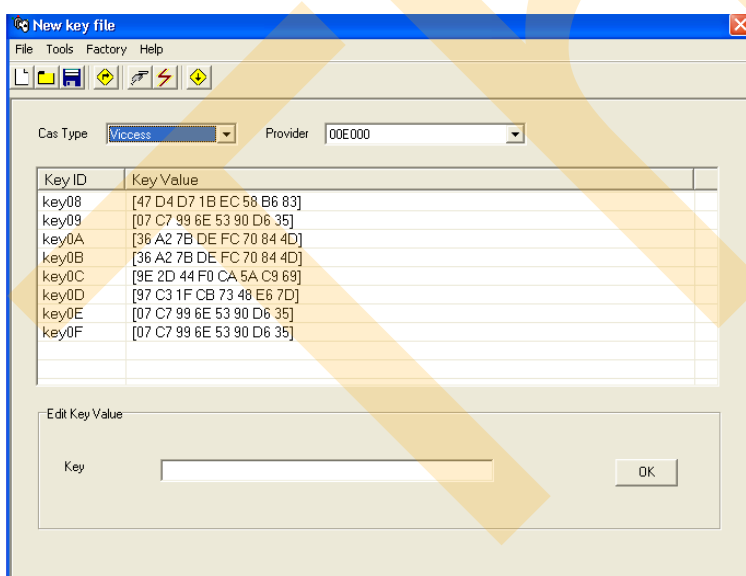 New key file
File Tools Factory Help
Cas Type Viccess Provider 00E000
Key ID Key Value
key08 [47 D4 D7 1B EC 58 B6 83]
key09 [07 C7 99 6E 53 90 D6 35]
key0A [36 A2 7B DE FC 70 84 4D]
key0B [36 A2 7B DE FC 70 84 4D]
key0C [9E 2D 44 F0 CA 5A C9 69]
key0D [97 C3 1F CB 73 48 E6 7D]
key0E [07 C7 99 6E 53 90 D6 35]
key0F [07 C7 99 6E 53 90 D6 35]
Edit Key Value
Key OK